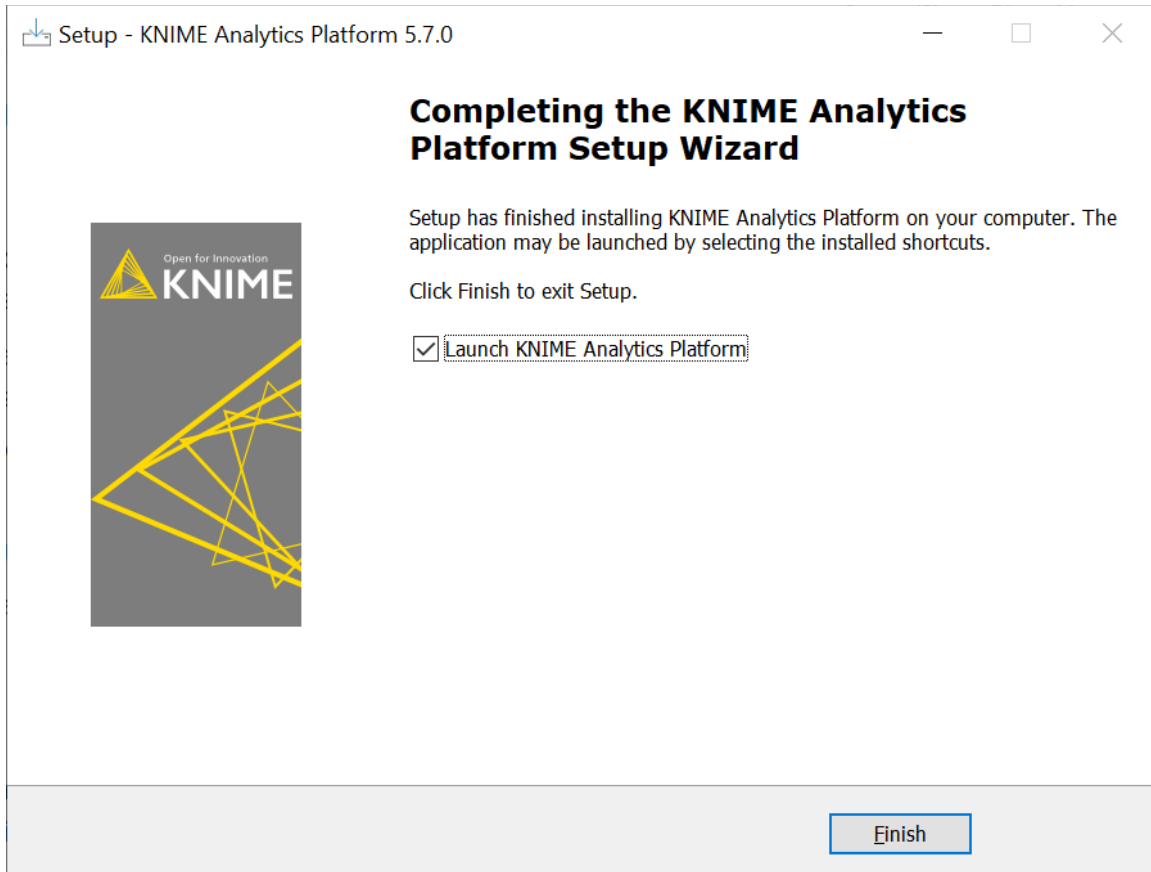 Setup - KNIME Analytics Platform 5.7.0
Completing the KNIME Analytics
Platform Setup Wizard
Setup has finished installing KNIME Analytics Platform on your computer. The
application may be launched by selecting the installed shortcuts.
Click Finish to exit Setup.
Open for Innovation
KNIME
Launch KNIME Analytics Platform
Finish